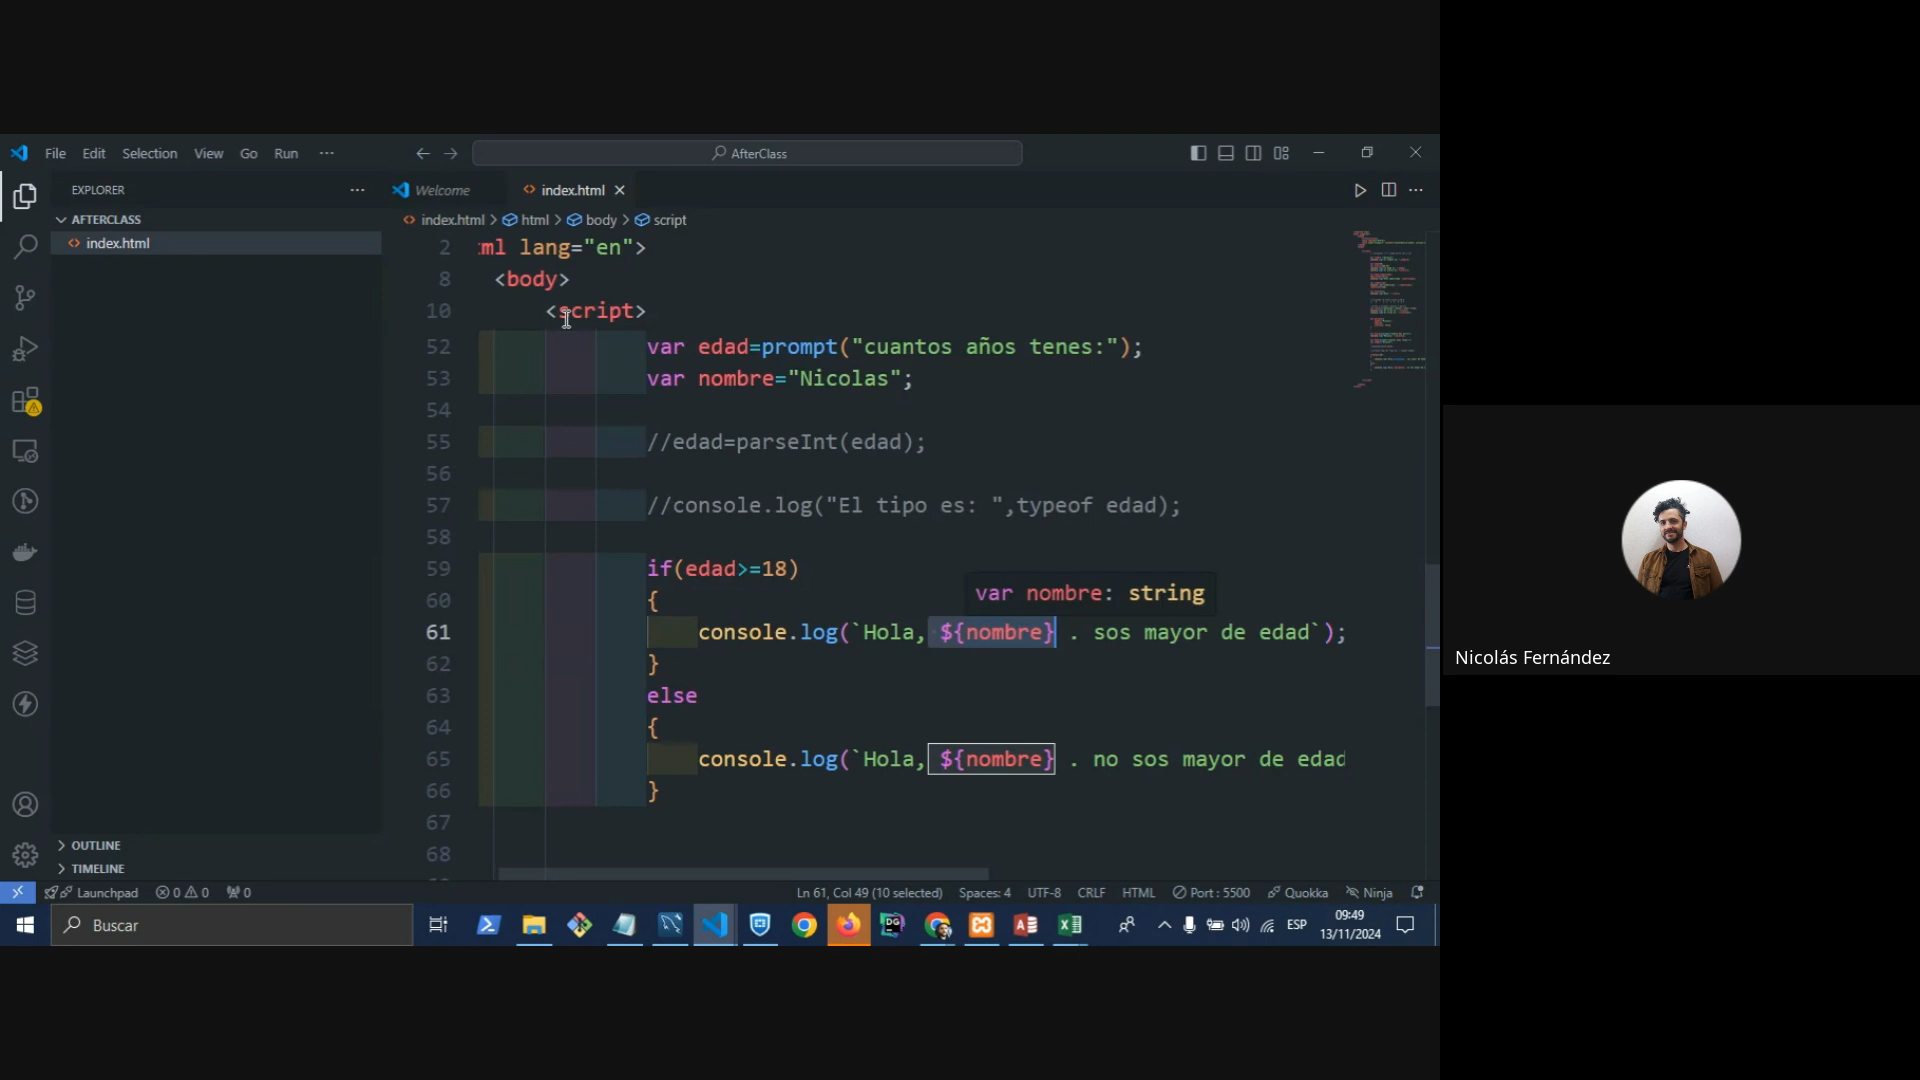 File Edit Selection View Go Run ···
AfterClass
EXPLORER ···
Welcome
index.html
AFTERCLASS
index.html > html > body > script
index.html
2 ml lang="en">
8 <body>
10 <script>
52 var edad=prompt("cuantos años tenes:");
53 var nombre="Nicolas";
54
55 //edad=parseInt(edad);
56
57 //console.log("El tipo es: ",typeof edad);
58
59 if(edad>=18)
var nombre: string
60 {
61 console.log(`Hola, ${nombre} . sos mayor de edad`);
62 }
63 else
64 {
65 console.log(`Hola, ${nombre} . no sos mayor de edad
66 }
67
68
OUTLINE
TIMELINE
Launchpad 0 0 0 Ln 61, Col 49 (10 selected) Spaces: 4 UTF-8 CRLF HTML Port : 5500 Quokka Ninja
Buscar
DG
ESP
09:49
13/11/2024
Nicolás Fernández